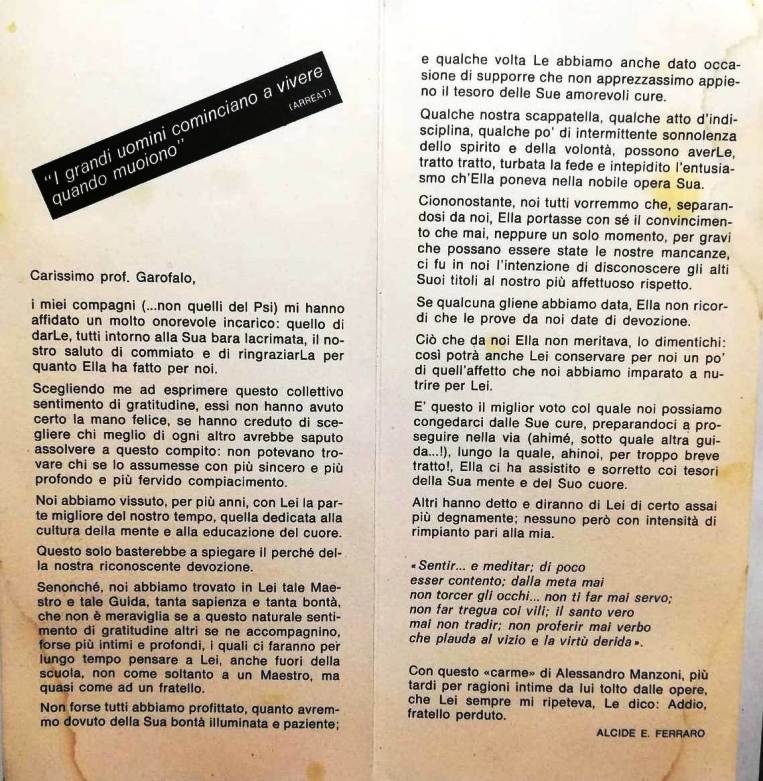 "I grandi uomini cominciano a vivere
quando muoiono"
(ARREAT)
Carissimo prof. Garofalo,
i miei compagni (...non quelli del Psi) mi hanno
affidato un molto onorevole incarico: quello di
darLe, tutti intorno alla Sua bara lacrimata, il no-
stro saluto di commiato e di ringraziarLa per
quanto Ella ha fatto per noi.
Scegliendo me ad esprimere questo collettivo
sentimento di gratitudine, essi non hanno avuto
certo la mano felice, se hanno creduto di sce-
gliere chi meglio di ogni altro avrebbe saputo
assolvere a questo compito: non potevano tro-
vare chi se lo assumesse con più sincero e più
profondo e più fervido compiacimento.
Noi abbiamo vissuto, per più anni, con Lei la par-
te migliore del nostro tempo, quella dedicata alla
cultura della mente e alla educazione del cuore.
Questo solo basterebbe a spiegare il perché del-
la nostra riconoscente devozione.
Senonché, noi abbiamo trovato in Lei tale Mae-
stro e tale Guida, tanta sapienza e tanta bontà,
che non è meraviglia se a questo naturale senti-
mento di gratitudine altri se ne accompagnino,
forse più intimi e profondi, i quali ci faranno per
lungo tempo pensare a Lei, anche fuori della
scuola, non come soltanto a un Maestro, ma
quasi come ad un fratello.
Non forse tutti abbiamo profittato, quanto avrem-
mo dovuto della Sua bontà illuminata e paziente;
e qualche volta Le abbiamo anche dato occa-
sione di supporre che non apprezzassimo appie-
no il tesoro delle Sue amorevoli cure.
Qualche nostra scappatella, qualche atto d'indi-
sciplina, qualche po' di intermittente sonnolenza
dello spirito e della volontà, possono averLe,
tratto tratto, turbata la fede e intepidito l'entusia-
smo ch'Ella poneva nella nobile opera Sua.
Ciononostante, noi tutti vorremmo che, separan-
dosi da noi, Ella portasse con sé il convincimen-
to che mai, neppure un solo momento, per gravi
che possano essere state le nostre mancanze,
ci fu in noi l'intenzione di disconoscere gli alti
Suoi titoli al nostro più affettuoso rispetto.
Se qualcuna gliene abbiamo data, Ella non ricor-
di che le prove da noi date di devozione.
Ciò che da noi Ella non meritava, lo dimentichi:
così potrà anche Lei conservare per noi un po'
di quell'affetto che noi abbiamo imparato a nu-
trire per Lei.
E' questo il miglior voto col quale noi possiamo
congedarci dalle Sue cure, preparandoci a pro-
seguire nella via (ahimé, sotto quale altra gui-
da...!), lungo la quale, ahinoi, per troppo breve
tratto!, Ella ci ha assistito e sorretto coi tesori
della Sua mente e del Suo cuore.
Altri hanno detto e diranno di Lei di certo assai
più degnamente; nessuno però con intensità di
rimpianto pari alla mia.
«Sentir... e meditar; di poco
esser contento; dalla meta mai
non torcer gli occhi... non ti far mai servo;
non far tregua col vili; il santo vero
mai non tradir; non proferir mai verbo
che plauda al vizio e la virtù derida».
Con questo «carme» di Alessandro Manzoni, più
tardi per ragioni intime da lui tolto dalle opere,
che Lei sempre mi ripeteva, Le dico: Addio,
fratello perduto.
ALCIDE E. FERRARO